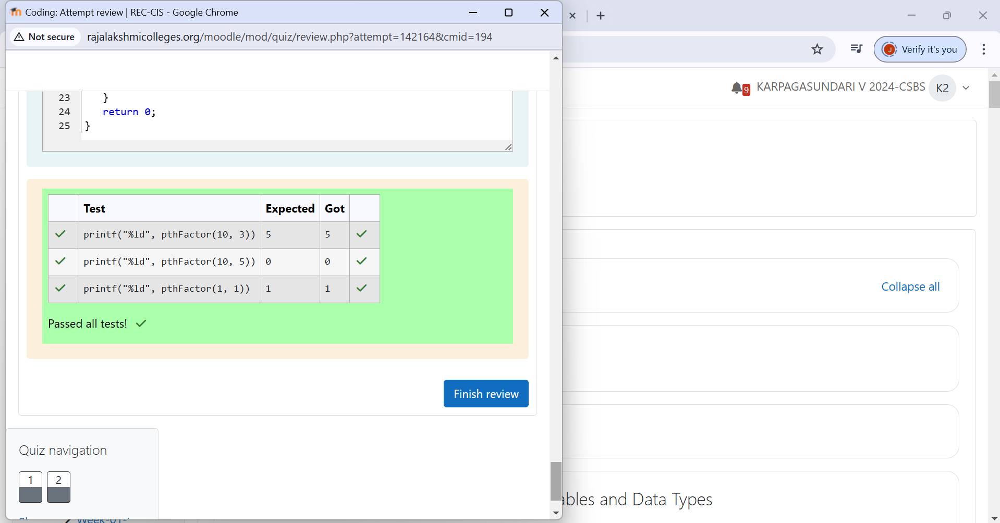 Coding: Attempt review | REC-CIS - Google Chrome
Not secure rajalakshmicolleges.org/moodle/mod/quiz/review.php?attempt=142164&cmid=194
Verify it's you
9 KARPAGASUNDARI V 2024-CSBS K2
23 }
24 return 0;
25 }
Test Expected Got
printf("%ld", pthFactor(10, 3)) 5 5
printf("%ld", pthFactor(10, 5)) 0 0
printf("%ld", pthFactor(1, 1)) 1 1
Passed all tests!
Finish review
Quiz navigation
1 2
Collapse all
ables and Data Types